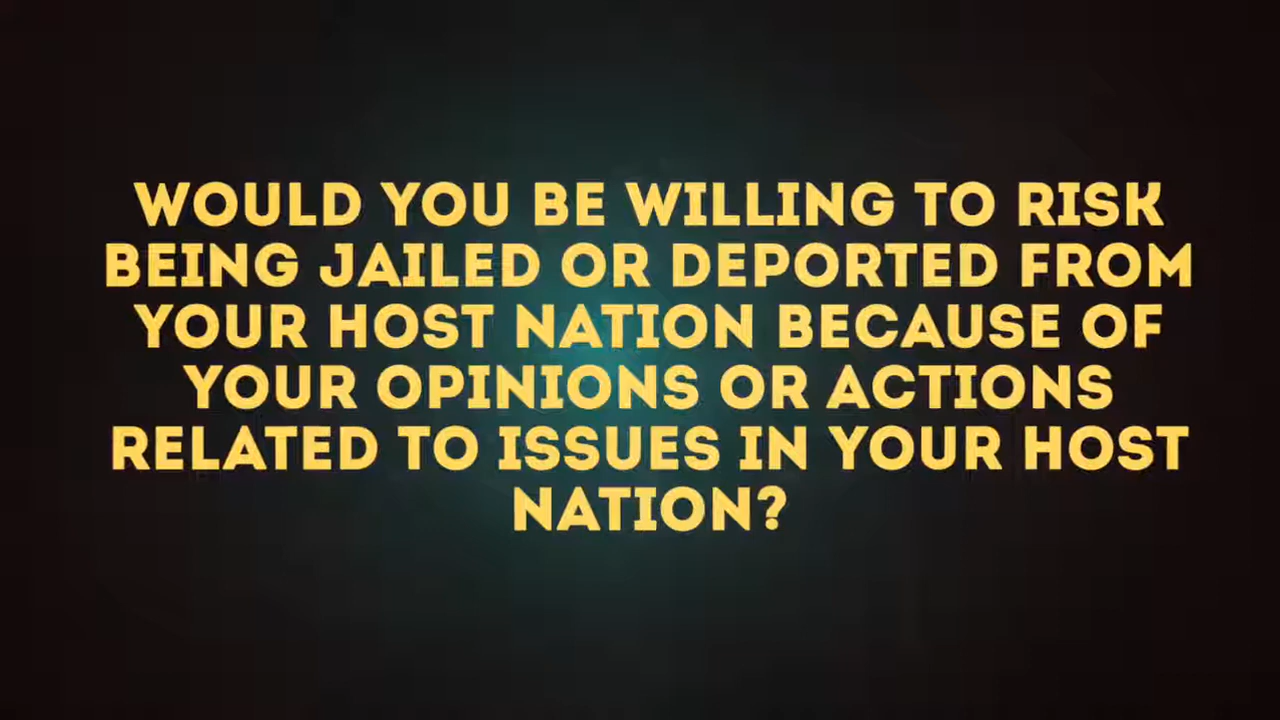 WOULD YOU BE WILLING TO RISK
BEING JAILED OR DEPORTED FROM
YOUR HOST NATION BECAUSE OF
YOUR OPINIONS OR ACTIONS
RELATED TO ISSUES IN YOUR HOST
NATION?